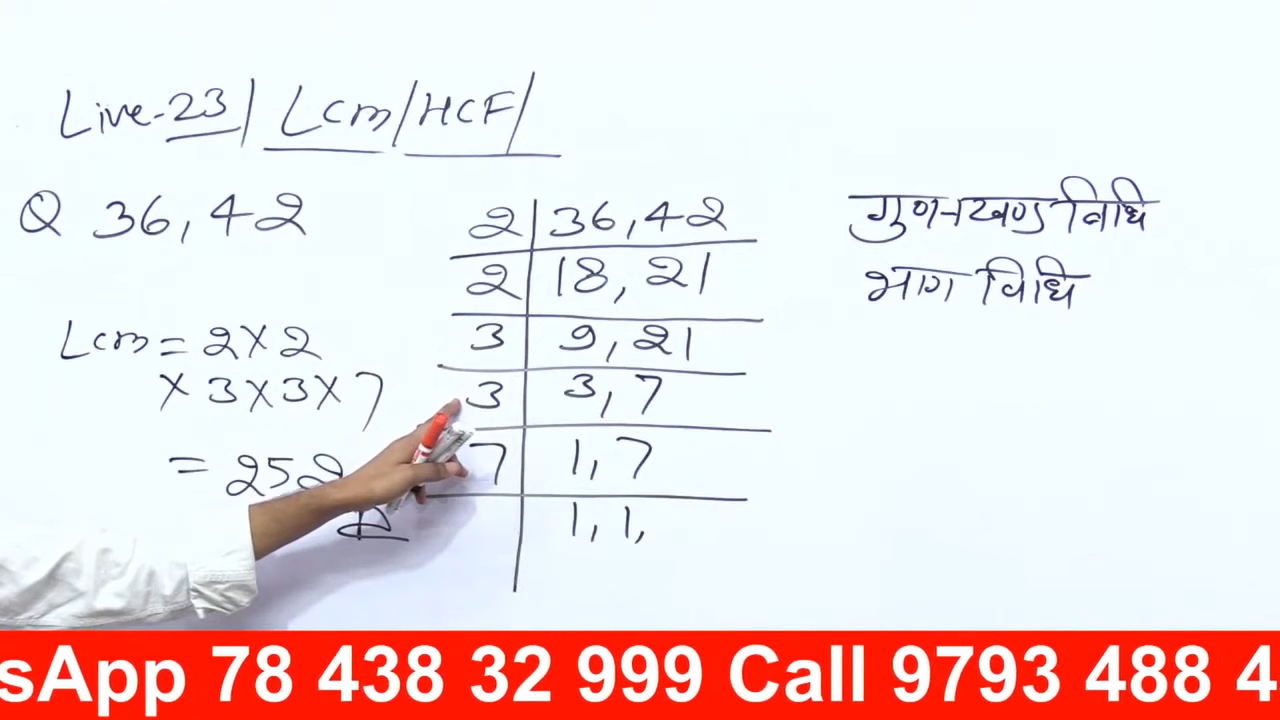 Live-23/ LCM/HCF/
Q 36,42
Lcm = 2×2
×3×3×7
= 252
2 | 36,42
2 | 18, 21
3 | 9, 21
3 | 3, 7
7 | 1, 7
1, 1,
गुणनखण्ड विधि
भाग विधि
sApp 78 438 32 999 Call 9793 488 4